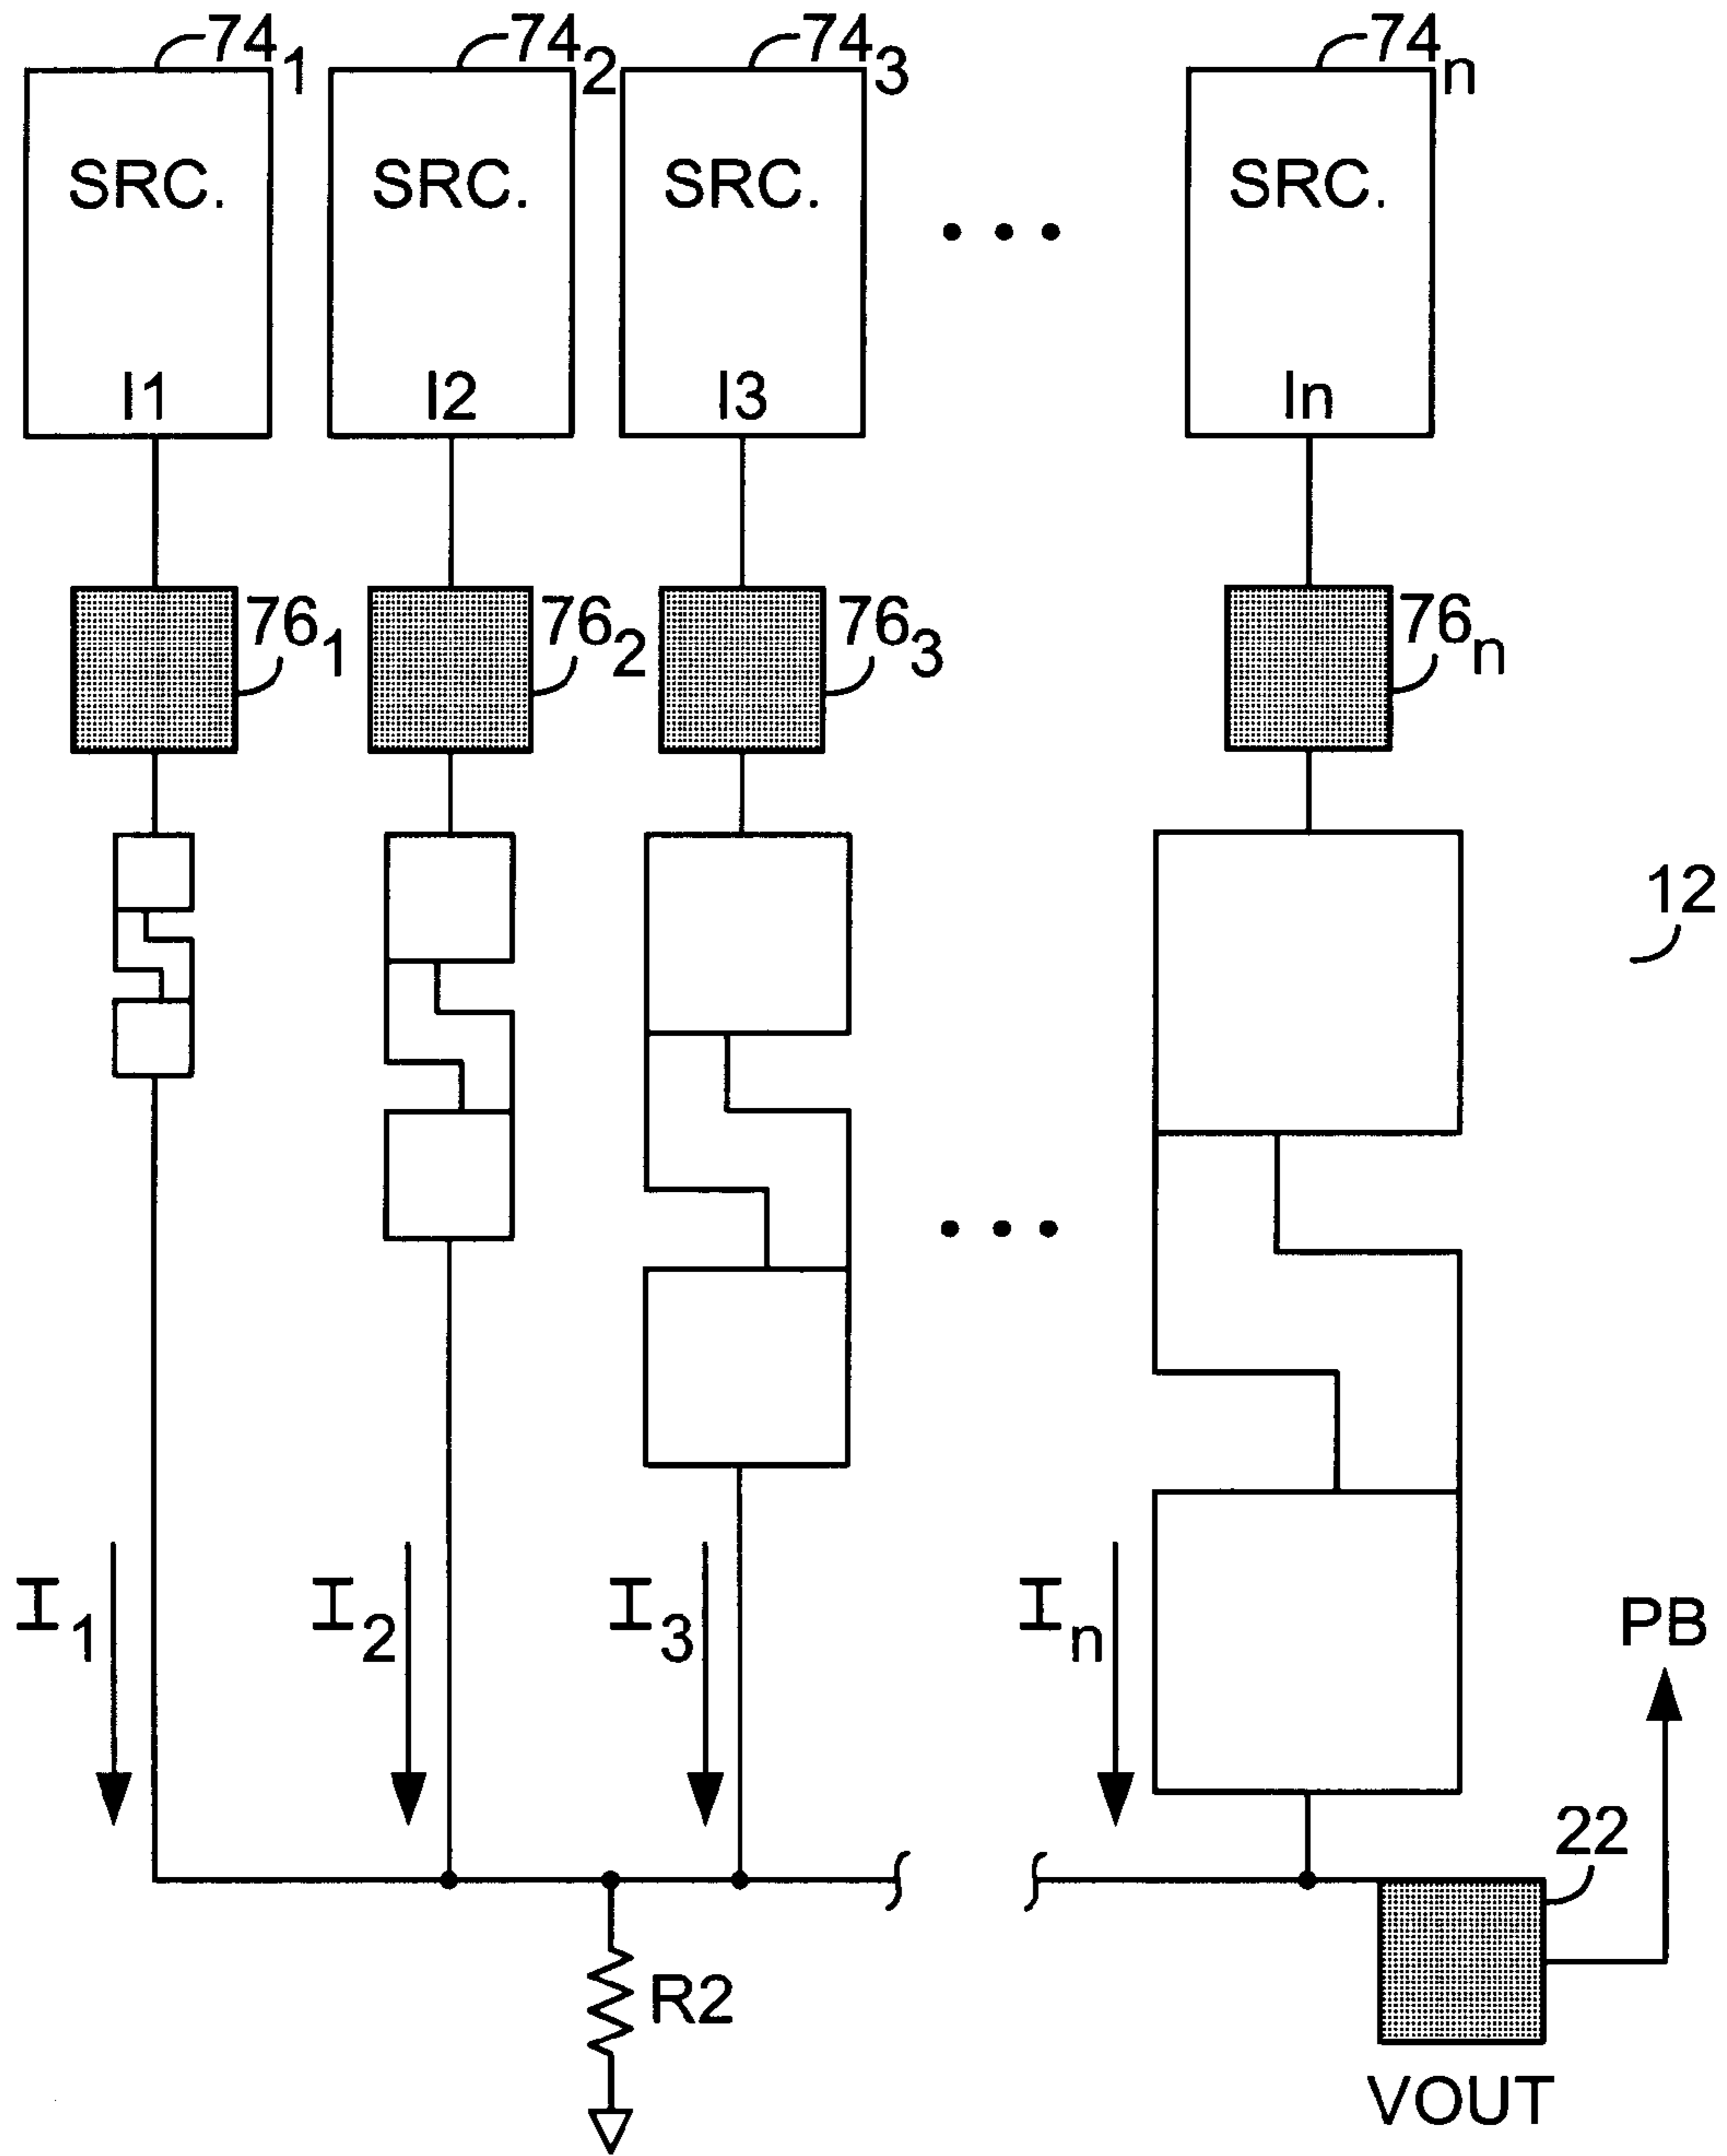 74₁ 74₂ 74₃ 74ₙ
SRC. SRC. SRC. SRC.
I1 I2 I3 In
76₁ 76₂ 76₃ 76ₙ
12
I₁ I₂ I₃ Iₙ PB
22
R2
VOUT